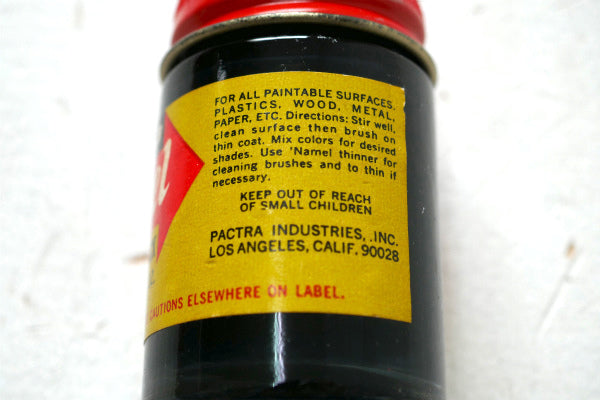 FOR ALL PAINTABLE SURFACES,
PLASTICS, WOOD, METAL,
PAPER, ETC. Directions: Stir well,
clean surface then brush on
thin coat. Mix colors for desired
shades. Use 'Namel thinner for
cleaning brushes and to thin if
necessary.
KEEP OUT OF REACH
OF SMALL CHILDREN
PACTRA INDUSTRIES, INC.
LOS ANGELES, CALIF. 90028
CAUTIONS ELSEWHERE ON LABEL.